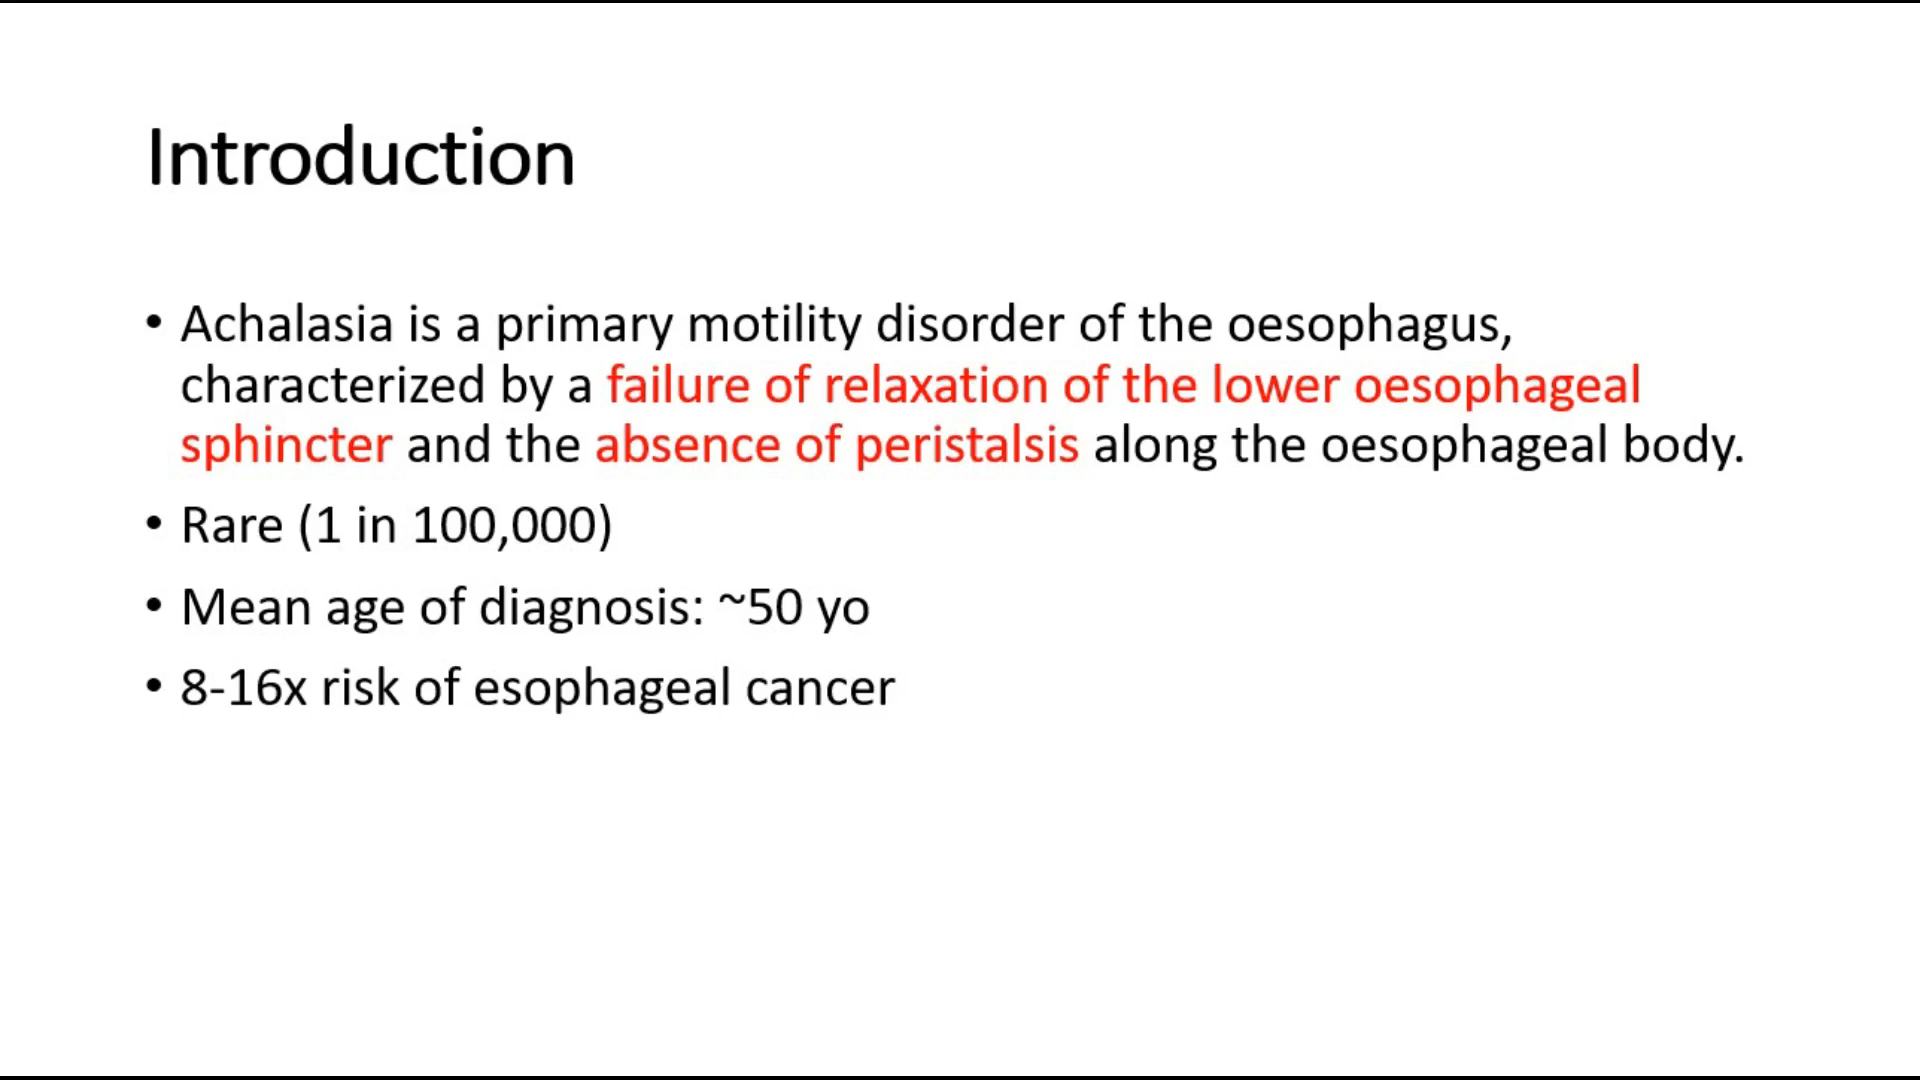 Introduction
• Achalasia is a primary motility disorder of the oesophagus,
characterized by a failure of relaxation of the lower oesophageal
sphincter and the absence of peristalsis along the oesophageal body.
• Rare (1 in 100,000)
• Mean age of diagnosis: ~50 yo
• 8-16x risk of esophageal cancer